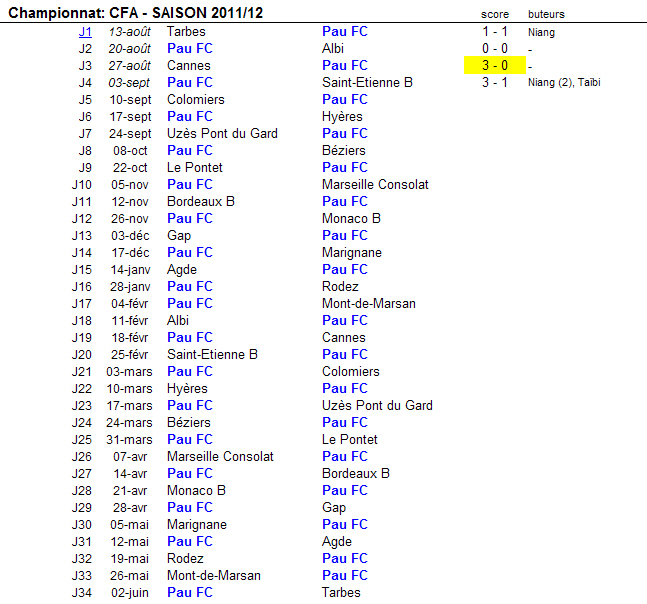 Championnat: CFA - SAISON 2011/12 score buteurs
J1 13-août Tarbes Pau FC 1 - 1 Niang
J2 20-août Pau FC Albi 0 - 0 -
J3 27-août Cannes Pau FC 3 - 0 -
J4 03-sept Pau FC Saint-Etienne B 3 - 1 Niang (2), Taïbi
J5 10-sept Colomiers Pau FC
J6 17-sept Pau FC Hyères
J7 24-sept Uzès Pont du Gard Pau FC
J8 08-oct Pau FC Béziers
J9 22-oct Le Pontet Pau FC
J10 05-nov Pau FC Marseille Consolat
J11 12-nov Bordeaux B Pau FC
J12 26-nov Pau FC Monaco B
J13 03-déc Gap Pau FC
J14 17-déc Pau FC Marignane
J15 14-janv Agde Pau FC
J16 28-janv Pau FC Rodez
J17 04-févr Pau FC Mont-de-Marsan
J18 11-févr Albi Pau FC
J19 18-févr Pau FC Cannes
J20 25-févr Saint-Etienne B Pau FC
J21 03-mars Pau FC Colomiers
J22 10-mars Hyères Pau FC
J23 17-mars Pau FC Uzès Pont du Gard
J24 24-mars Béziers Pau FC
J25 31-mars Pau FC Le Pontet
J26 07-avr Marseille Consolat Pau FC
J27 14-avr Pau FC Bordeaux B
J28 21-avr Monaco B Pau FC
J29 28-avr Pau FC Gap
J30 05-mai Marignane Pau FC
J31 12-mai Pau FC Agde
J32 19-mai Rodez Pau FC
J33 26-mai Mont-de-Marsan Pau FC
J34 02-juin Pau FC Tarbes